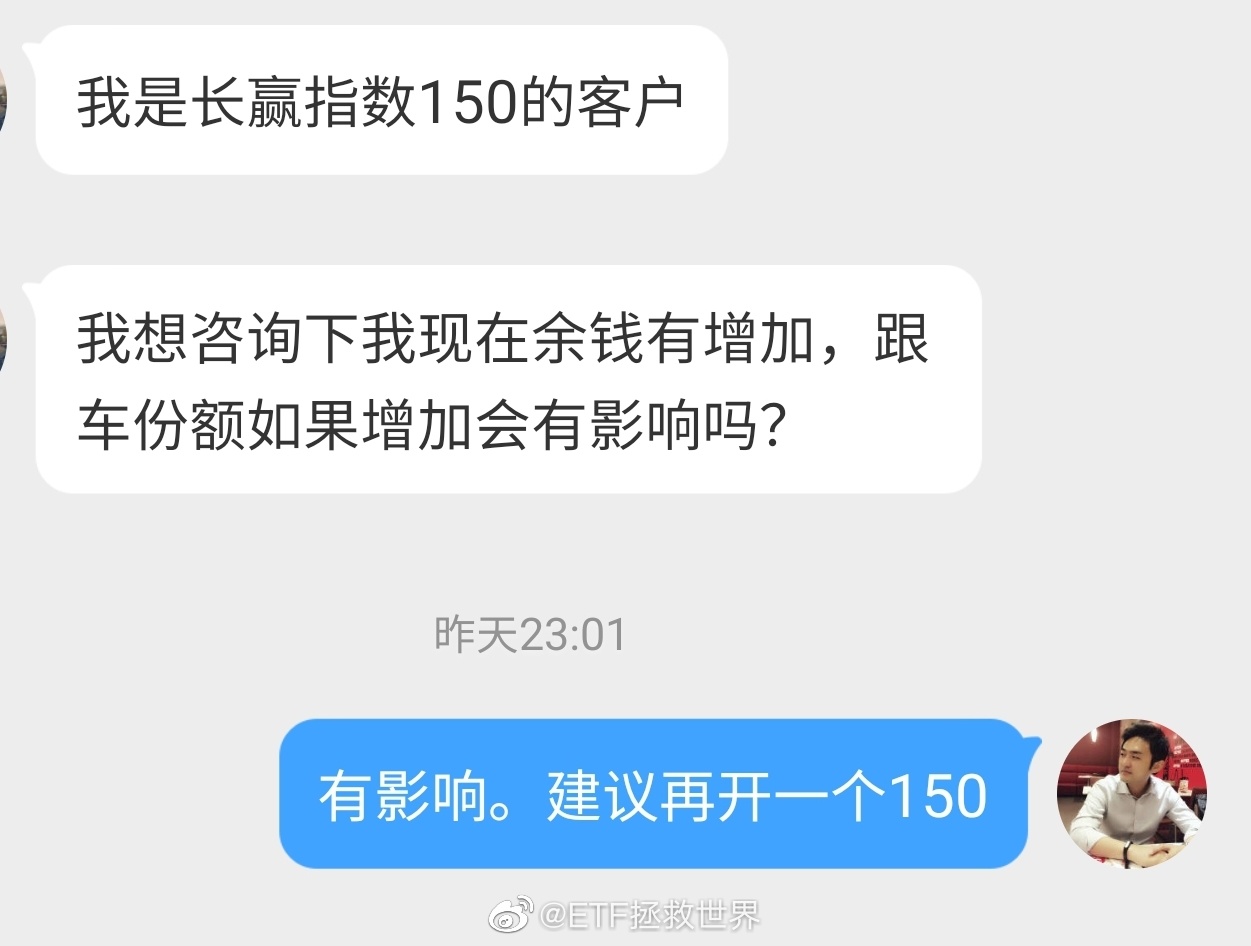 我是长赢指数150的客户
我想咨询下我现在余钱有增加，跟
车份额如果增加会有影响吗？
昨天23:01
有影响。建议再开一个150
@ETF拯救世界